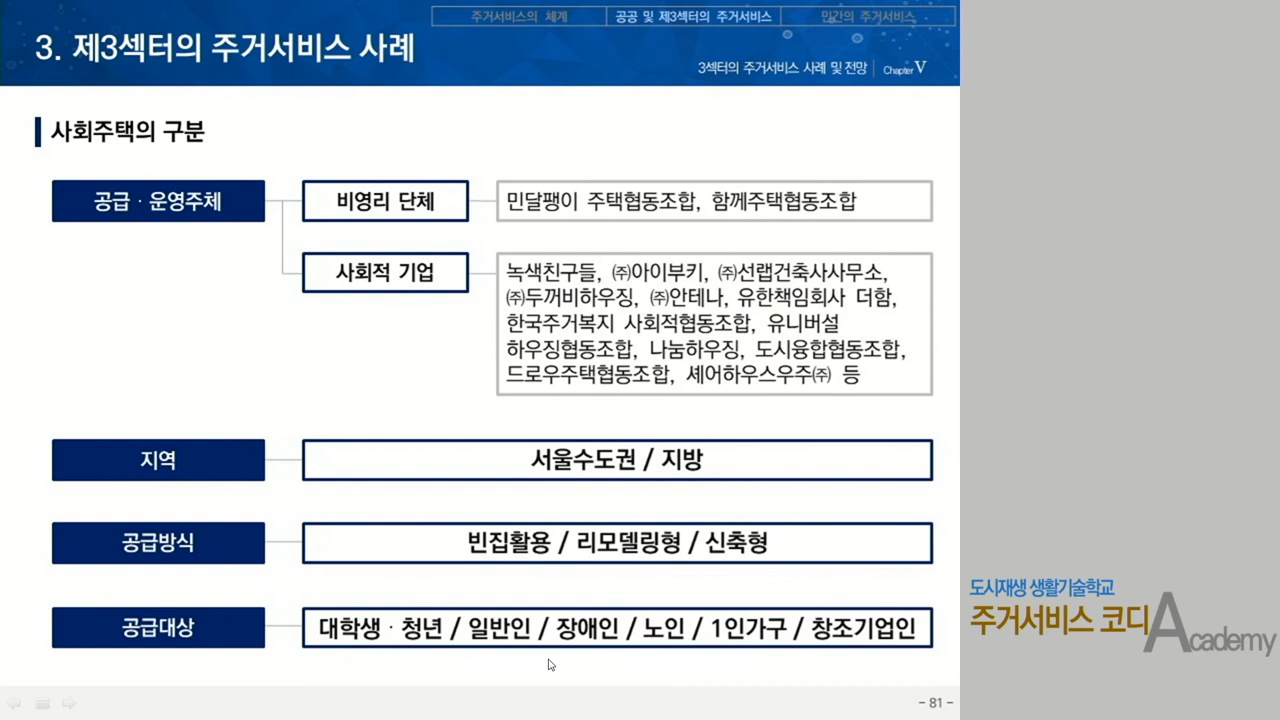 주거서비스의 체계
공공 및 제3섹터의 주거서비스
민간의 주거서비스
3. 제3섹터의 주거서비스 사례
3섹터의 주거서비스 사례 및 전망
Chapter V
사회주택의 구분
공급 · 운영주체
비영리 단체
민달팽이 주택협동조합, 함께주택협동조합
사회적 기업
녹색친구들, ㈜아이부키, ㈜선랩건축사사무소,
㈜두꺼비하우징, ㈜안테나, 유한책임회사 더함,
한국주거복지 사회적협동조합, 유니버설
하우징협동조합, 나눔하우징, 도시융합협동조합,
드로우주택협동조합, 셰어하우스우주㈜ 등
지역
서울수도권 / 지방
공급방식
빈집활용 / 리모델링형 / 신축형
공급대상
대학생 · 청년 / 일반인 / 장애인 / 노인 / 1인가구 / 창조기업인
도시재생 생활기술학교
주거서비스 코디 Academy
- 81 -